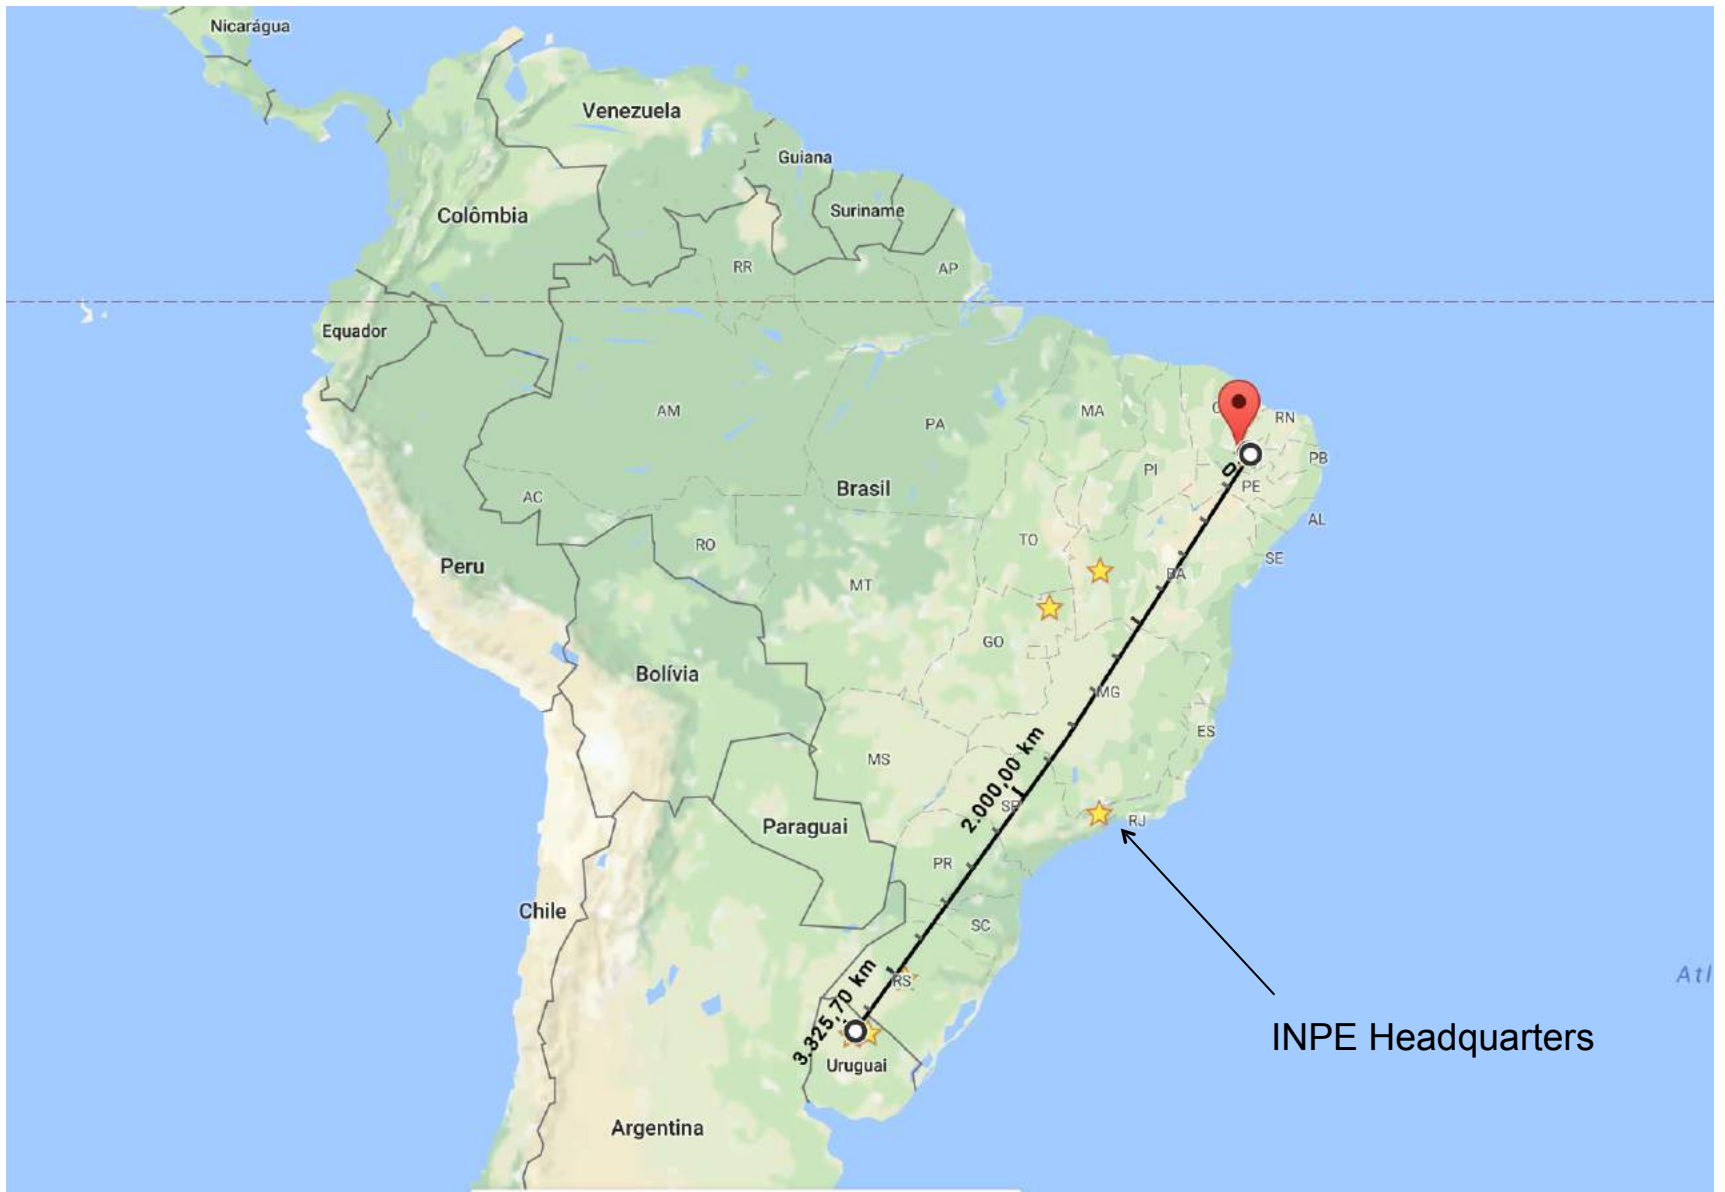 Nicarágua
Venezuela
Guiana
Colômbia
Suriname
RR
AP
Equador
AM
MA
RN
PA
PB
PI
Brasil
PE
AC
AL
TO
RO
SE
Peru
BA
MT
GO
Bolívia
MG
ES
MS
2.000,00 km
SP
RJ
Paraguai
PR
Chile
SC
RS
Atl
3.325,70 km
0
INPE Headquarters
Uruguai
Argentina